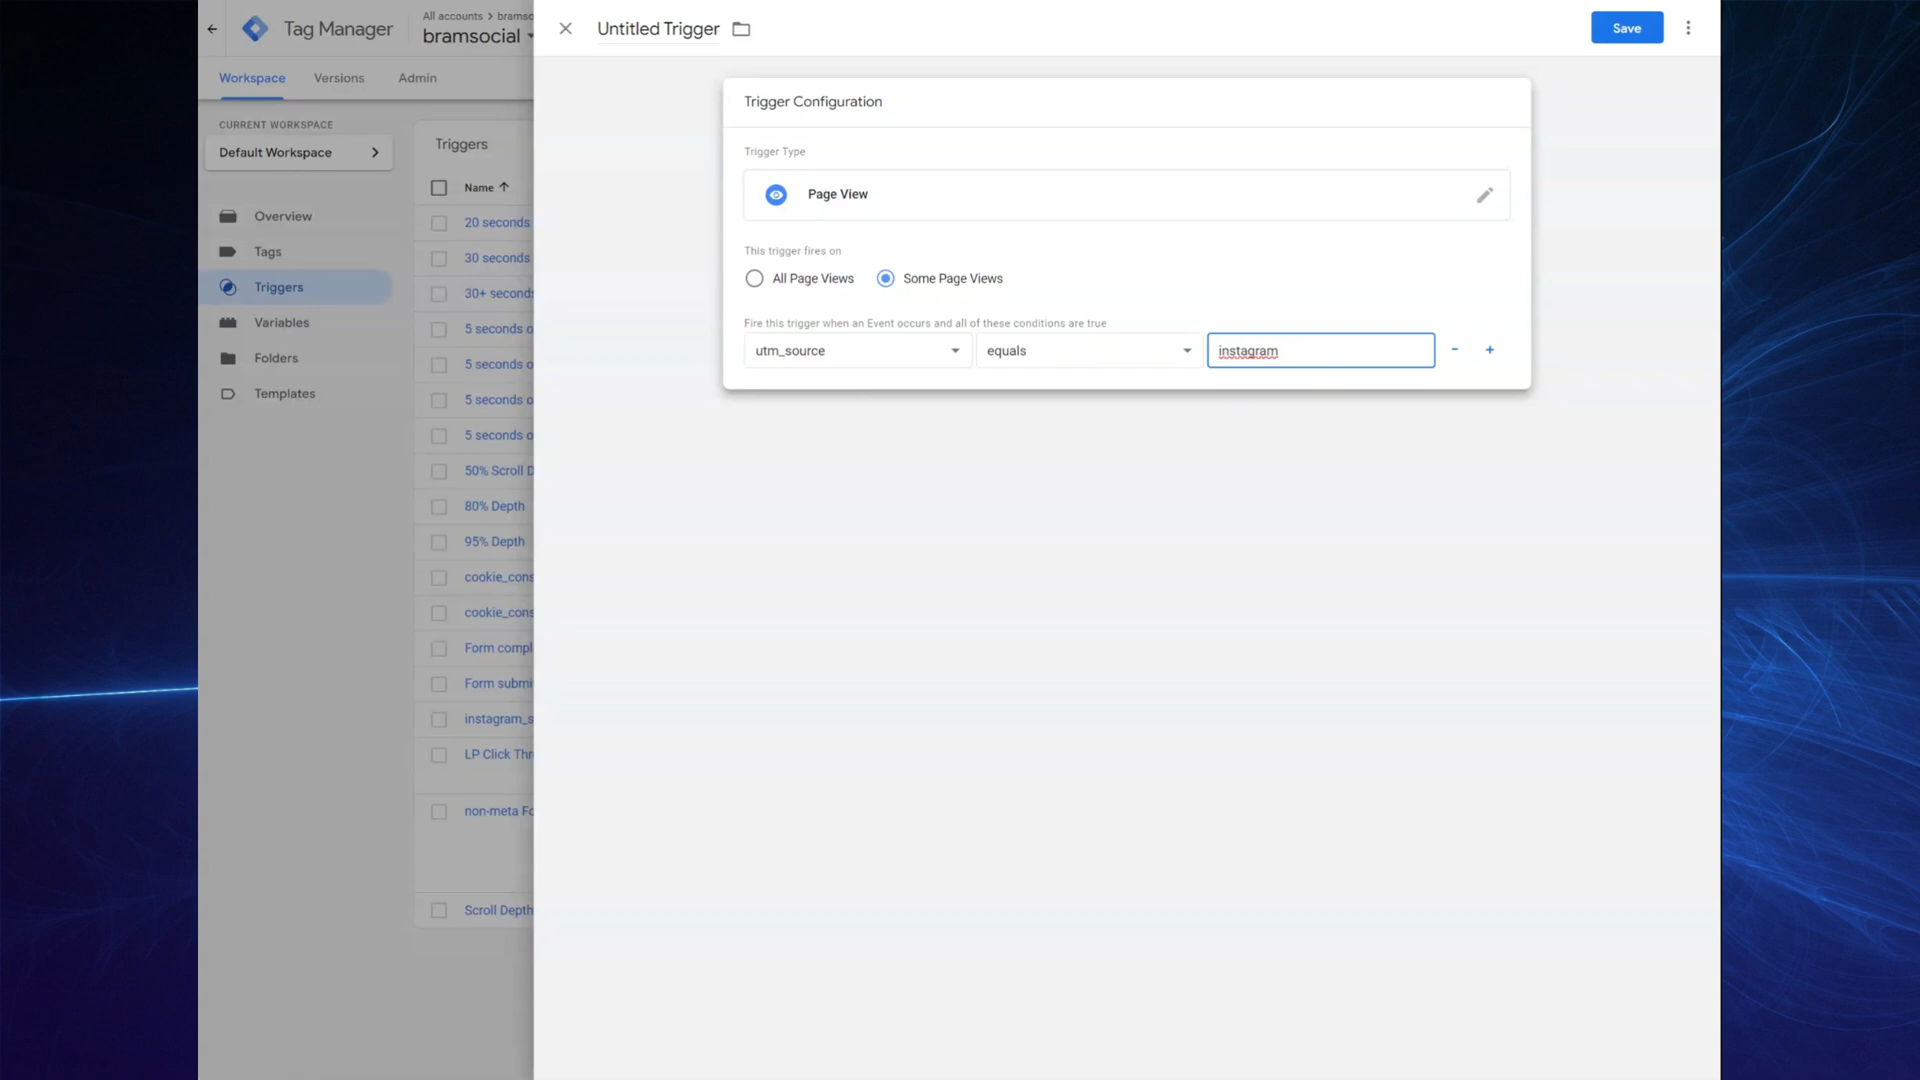 Tag Manager
All accounts > bramso
bramsocial
Untitled Trigger
Save
Workspace
Versions
Admin
CURRENT WORKSPACE
Default Workspace
Overview
Tags
Triggers
Variables
Folders
Templates
Triggers
Name
20 seconds
30 seconds
30+ seconds
5 seconds o
5 seconds o
5 seconds o
5 seconds o
50% Scroll D
80% Depth
95% Depth
cookie_cons
cookie_cons
Form compl
Form submi
instagram_s
LP Click Thr
non-meta Fo
Scroll Depth
Trigger Configuration
Trigger Type
Page View
This trigger fires on
All Page Views
Some Page Views
Fire this trigger when an Event occurs and all of these conditions are true
utm_source
equals
instagram
-
+